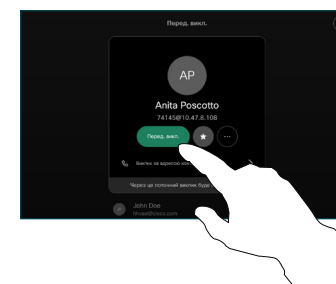 Перед. викл.
AP
Anita Poscotto
74145@10.47.8.108
Перед. викл.
Виклик за адресою
Через це поточний виклик буде
John Doe